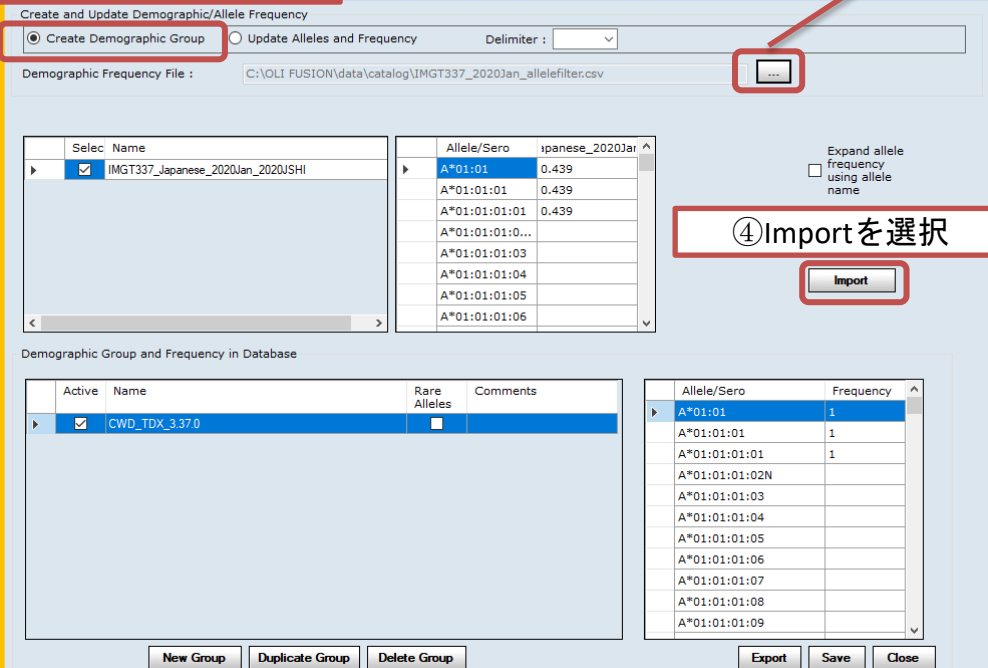 Create and Update Demographic/Allele Frequency
Create Demographic Group Update Alleles and Frequency Delimiter :
Demographic Frequency File : C:\OLI FUSION\data\catalog\IMGT337_2020Jan_allelefilter.csv ...
Selec Name
IMGT337_Japanese_2020Jan_2020JSHI
Allele/Sero apanese_2020Jar
A*01:01 0.439
A*01:01:01 0.439
A*01:01:01:01 0.439
A*01:01:01:0...
A*01:01:01:03
A*01:01:01:04
A*01:01:01:05
A*01:01:01:06
Expand allele
frequency
using allele
name
④Importを選択
Import
Demographic Group and Frequency in Database
Active Name Rare Comments
Alleles
CWD_TDX_3.37.0
Allele/Sero Frequency
A*01:01 1
A*01:01:01 1
A*01:01:01:01 1
A*01:01:01:02N
A*01:01:01:03
A*01:01:01:04
A*01:01:01:05
A*01:01:01:06
A*01:01:01:07
A*01:01:01:08
A*01:01:01:09
New Group Duplicate Group Delete Group Export Save Close